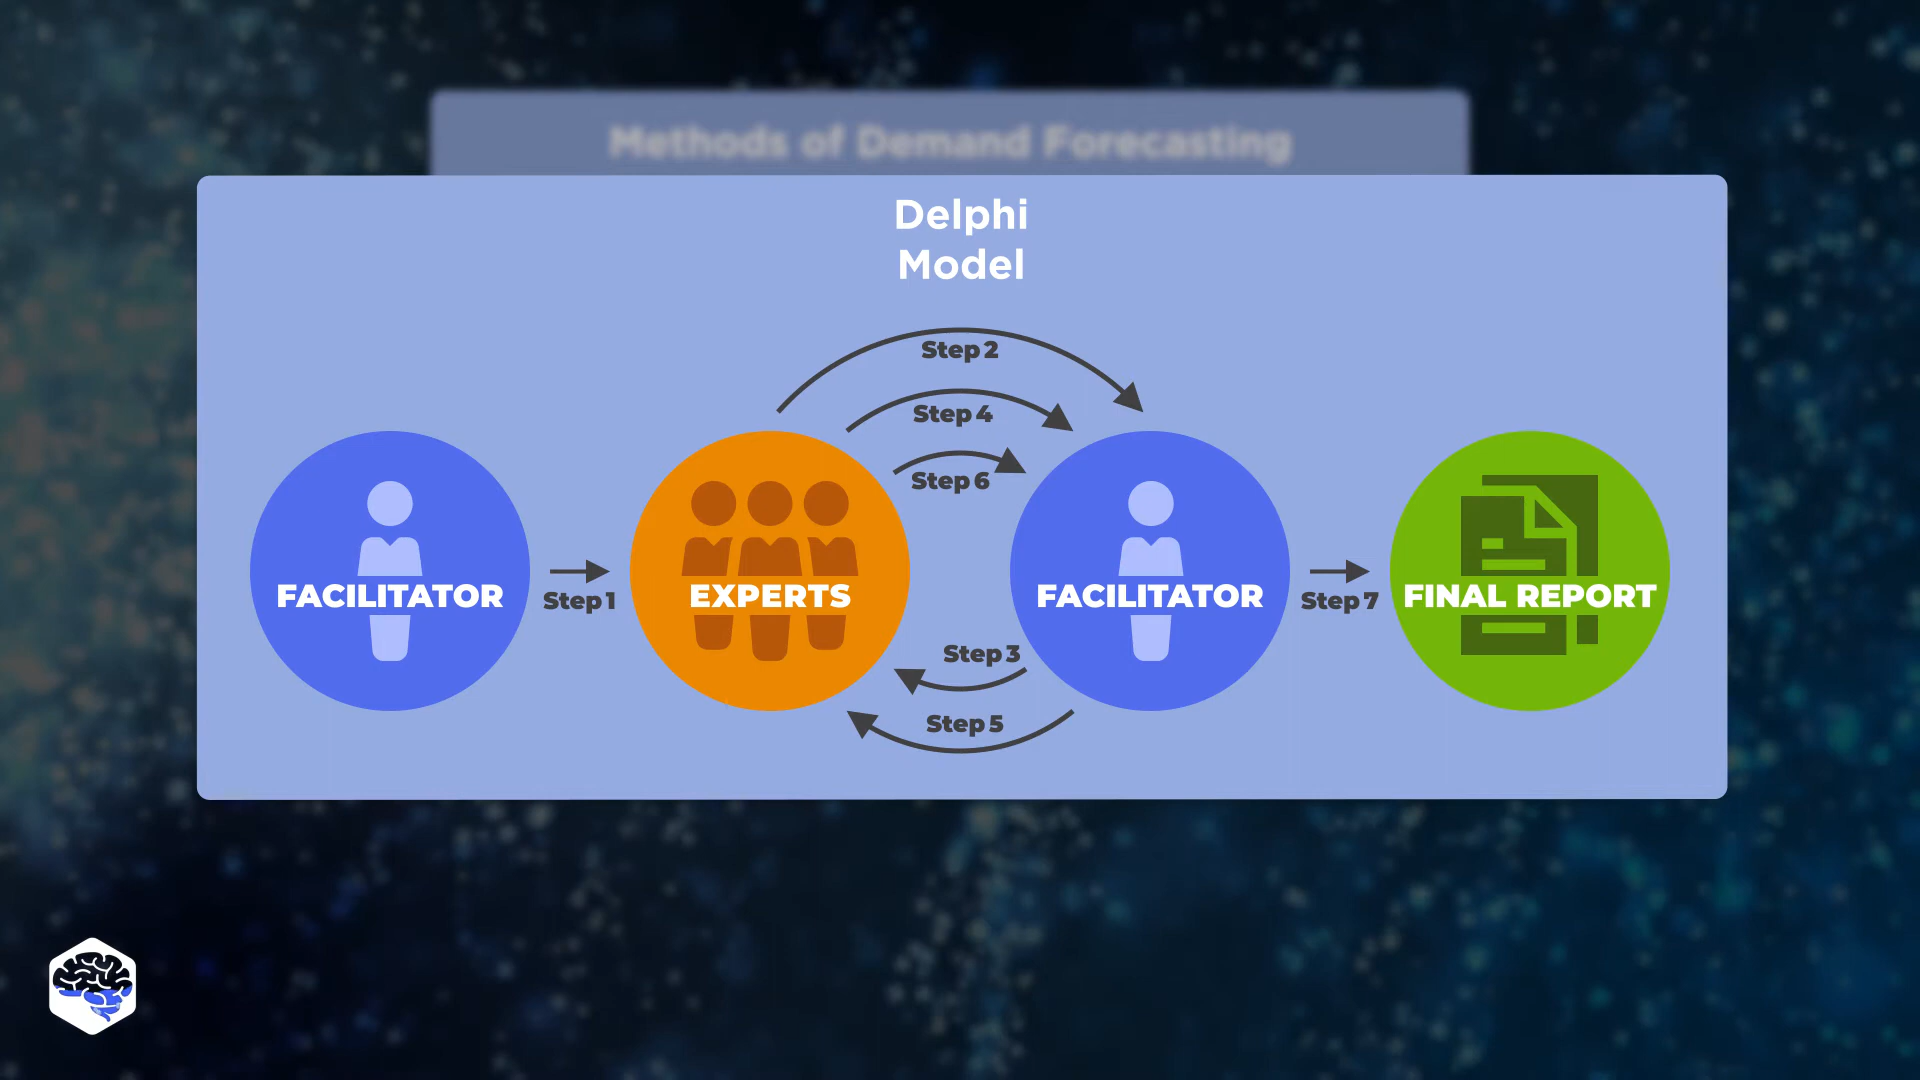 Methods of Demand Forecasting
Delphi
Model
Step 2
Step 4
Step 6
FACILITATOR
Step 1
EXPERTS
FACILITATOR
Step 7
FINAL REPORT
Step 3
Step 5